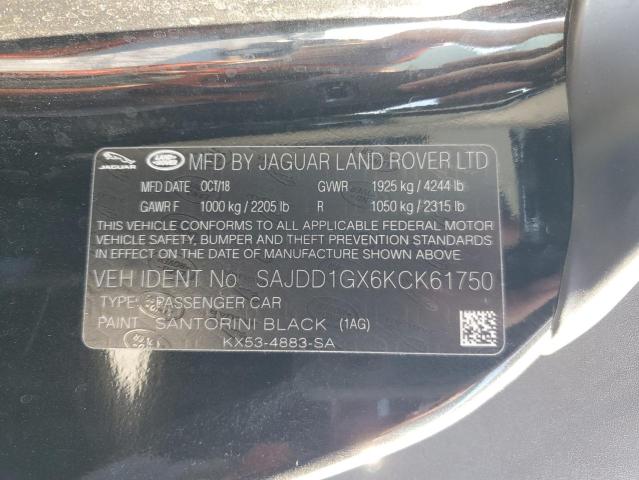 JAGUAR LAND ROVER MFD BY JAGUAR LAND ROVER LTD
MFD DATE OCT/18 GVWR 1925 kg / 4244 lb
GAWR F 1000 kg / 2205 lb R 1050 kg / 2315 lb
THIS VEHICLE CONFORMS TO ALL APPLICABLE FEDERAL MOTOR
VEHICLE SAFETY, BUMPER AND THEFT PREVENTION STANDARDS
IN EFFECT ON THE DATE OF MANUFACTURE SHOWN ABOVE
VEH IDENT No. SAJDD1GX6KCK61750
TYPE: PASSENGER CAR
PAINT SANTORINI BLACK (1AG)
KX53-4883-SA